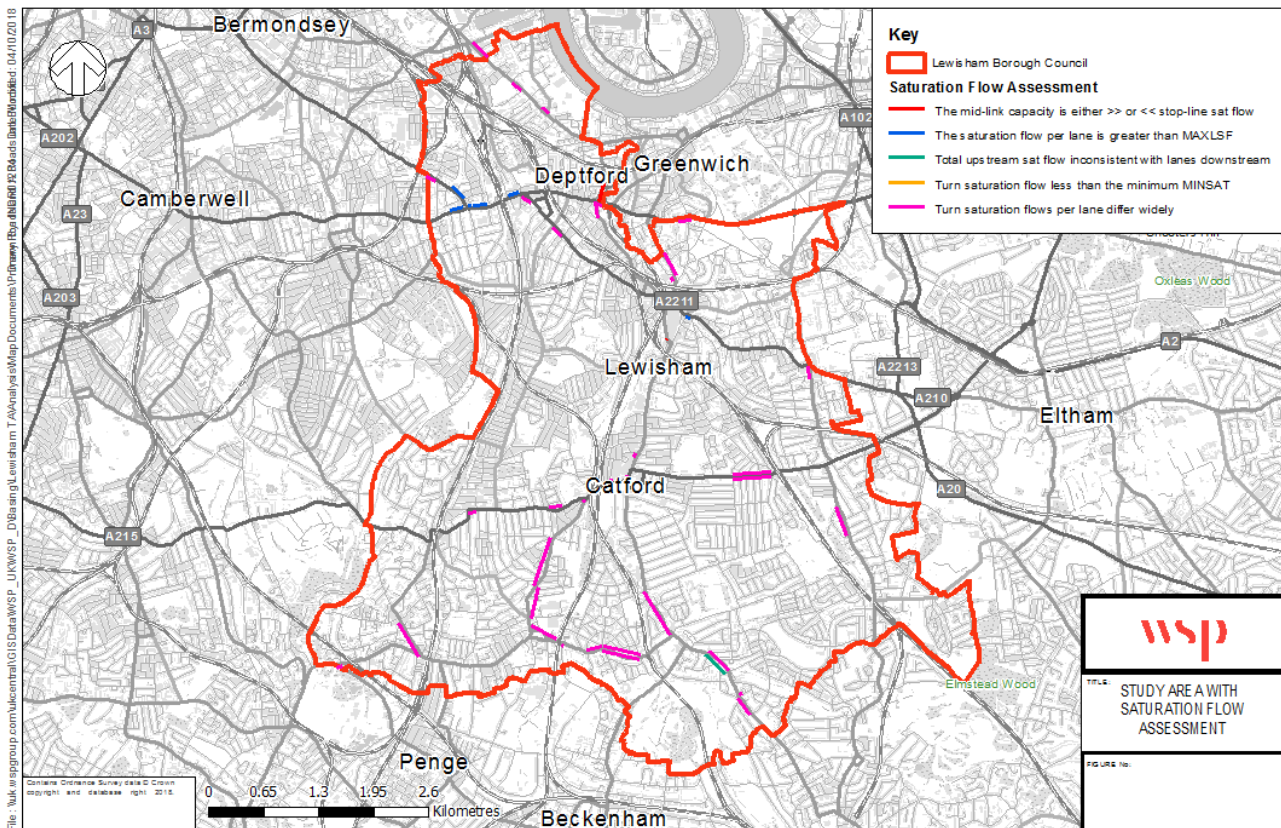 Bermondsey
A3
A202
Camberwell
A23
A203
A215
Deptford
Greenwich
A102
A2211
Lewisham
A2213
A210
A2
Oxleas Wood
Eltham
Catford
A20
Elmstead Wood
Penge
Beckenham
Key
Lewisham Borough Council
Saturation Flow Assessment
The mid-link capacity is either >> or << stop-line sat flow
The saturation flow per lane is greater than MAXLSF
Total upstream sat flow inconsistent with lanes downstream
Turn saturation flow less than the minimum MINSAT
Turn saturation flows per lane differ widely
wsp
TITLE:
STUDY AREA WITH
SATURATION FLOW
ASSESSMENT
FIGURE No:
Contains Ordnance Survey data © Crown
copyright and database right 2018.
0 0.65 1.3 1.95 2.6
Kilometres